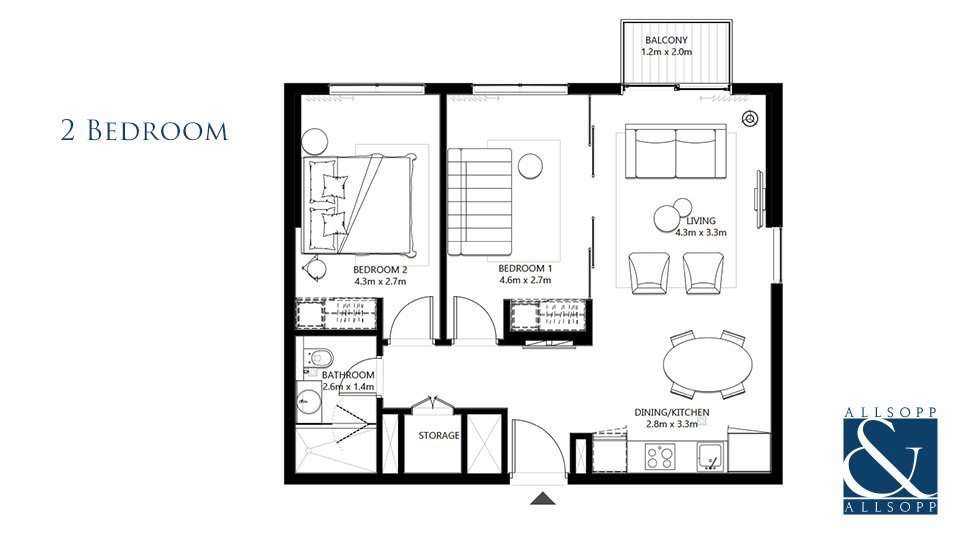 BALCONY
1.2m x 2.0m
2 BEDROOM
LIVING
4.3m x 3.3m
BEDROOM 2
4.3m x 2.7m
BEDROOM 1
4.6m x 2.7m
BATHROOM
2.6m x 1.4m
DINING/KITCHEN
2.8m x 3.3m
STORAGE
ALLSOPP
&
ALLSOPP